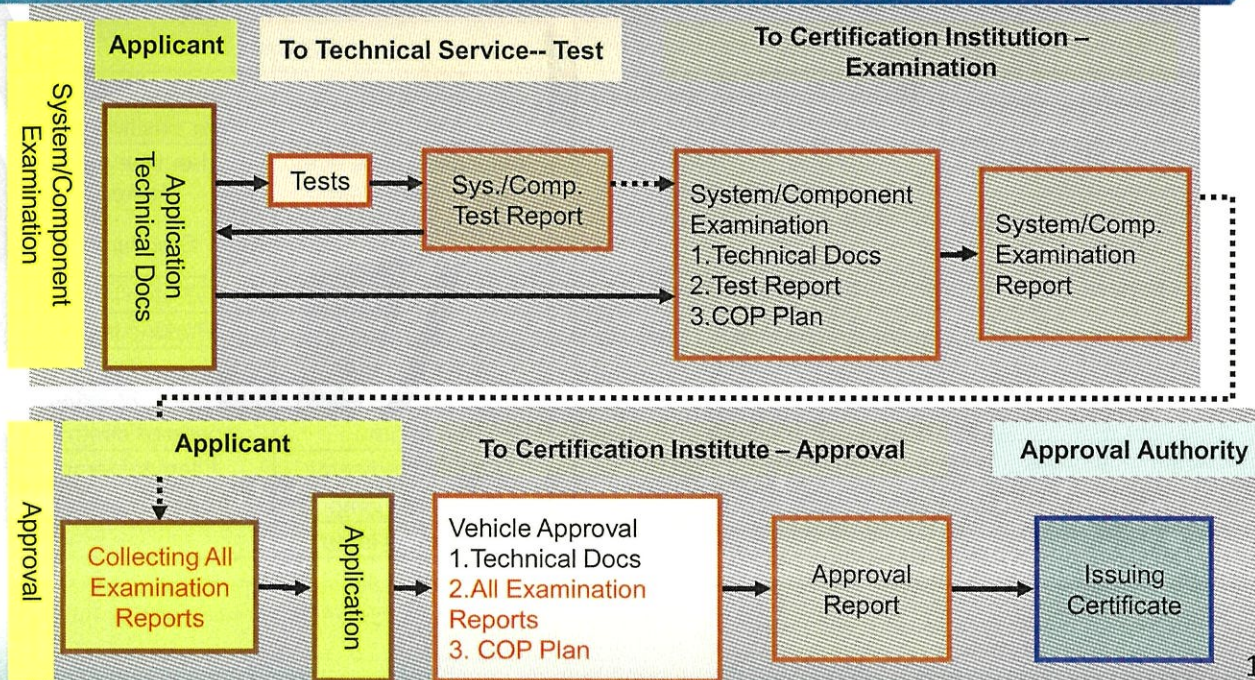 Applicant
To Technical Service-- Test
To Certification Institution –
Examination
System/Component
Examination
Application
Technical Docs
Tests
Sys./Comp.
Test Report
System/Component
Examination
1.Technical Docs
2.Test Report
3.COP Plan
System/Comp.
Examination
Report
Applicant
To Certification Institute – Approval
Approval Authority
Approval
Collecting All
Examination
Reports
Application
Vehicle Approval
1.Technical Docs
2.All Examination
Reports
3. COP Plan
Approval
Report
Issuing
Certificate
1